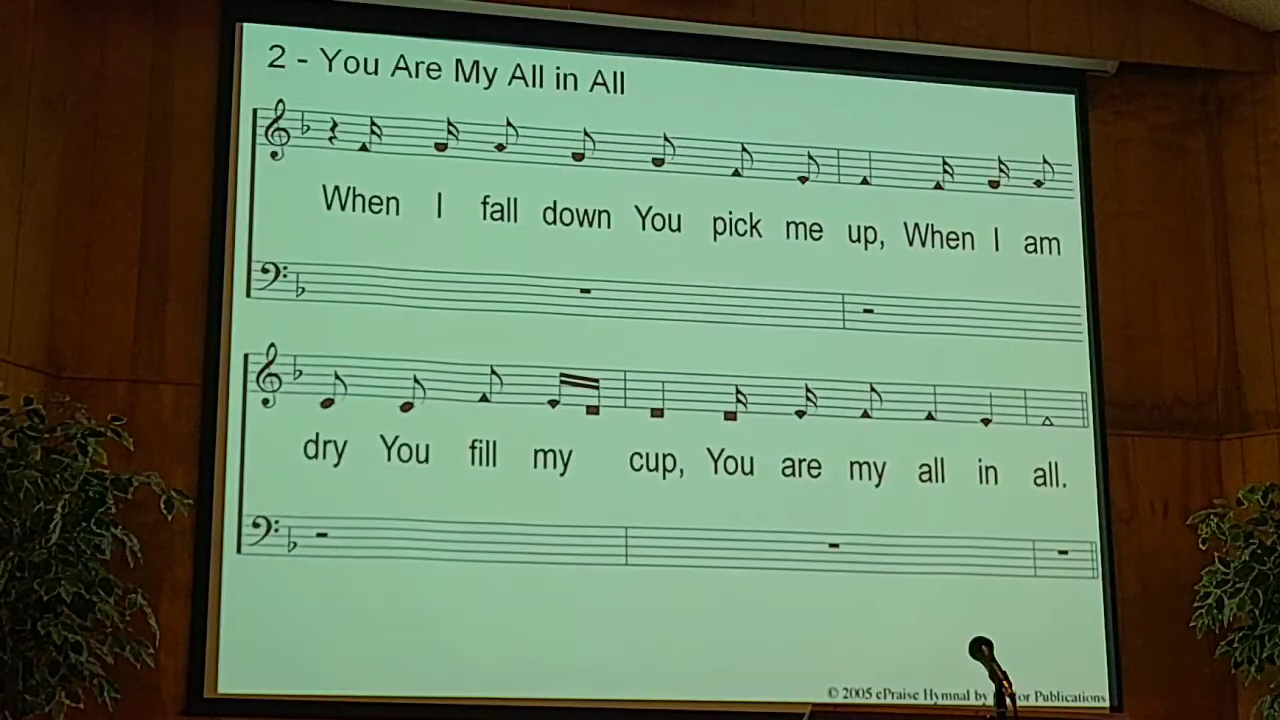 2 - You Are My All in All
When I fall down You pick me up, When I am
dry You fill my cup, You are my all in all.
© 2005 ePraise Hymnal by Publications